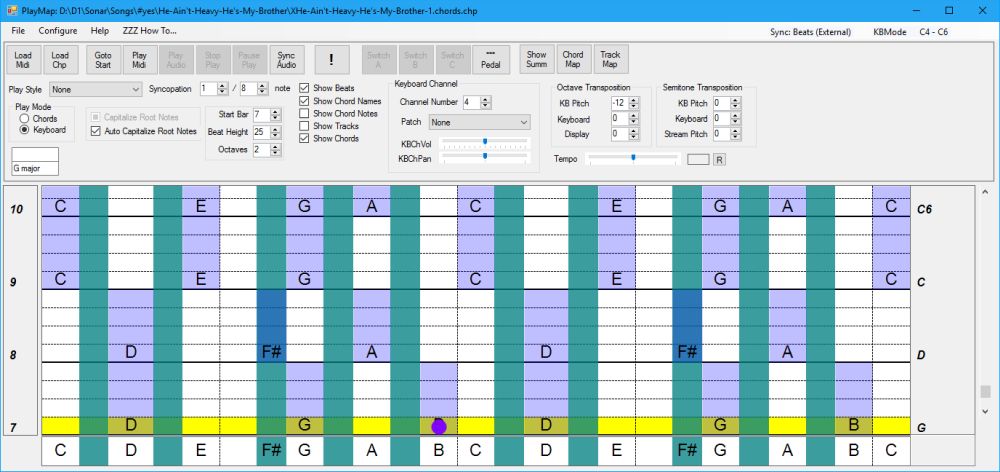 PlayMap: D:\D1\Sonar\Songs\#yes\He-Ain't-Heavy-He's-My-Brother\XHe-Ain't-Heavy-He's-My-Brother-1.chords.chp
File Configure Help ZZZ How To... Sync: Beats (External) KBMode C4 - C6
Load Midi
Load Chp
Goto Start
Play Midi
Play Audio
Stop Play
Pause Play
Sync Audio
!
Switch A
Switch B
Switch C
--- Pedal
Show Summ
Chord Map
Track Map
Play Style None
Syncopation 1 / 8 note
Play Mode
Chords
Keyboard
Capitalize Root Notes
Auto Capitalize Root Notes
Start Bar 7
Beat Height 25
Octaves 2
Show Beats
Show Chord Names
Show Chord Notes
Show Tracks
Show Chords
Keyboard Channel
Channel Number 4
Patch None
KBChVol
KBChPan
Octave Transposition
KB Pitch -12
Keyboard 0
Display 0
Semitone Transposition
KB Pitch 0
Keyboard 0
Stream Pitch 0
Tempo R
G major
10 C E G A C E G A C C6
9 C E G C E G C C
8 D F# A D F# A D
7 D G D G B G
C D E F# G A B C D E F# G A B C